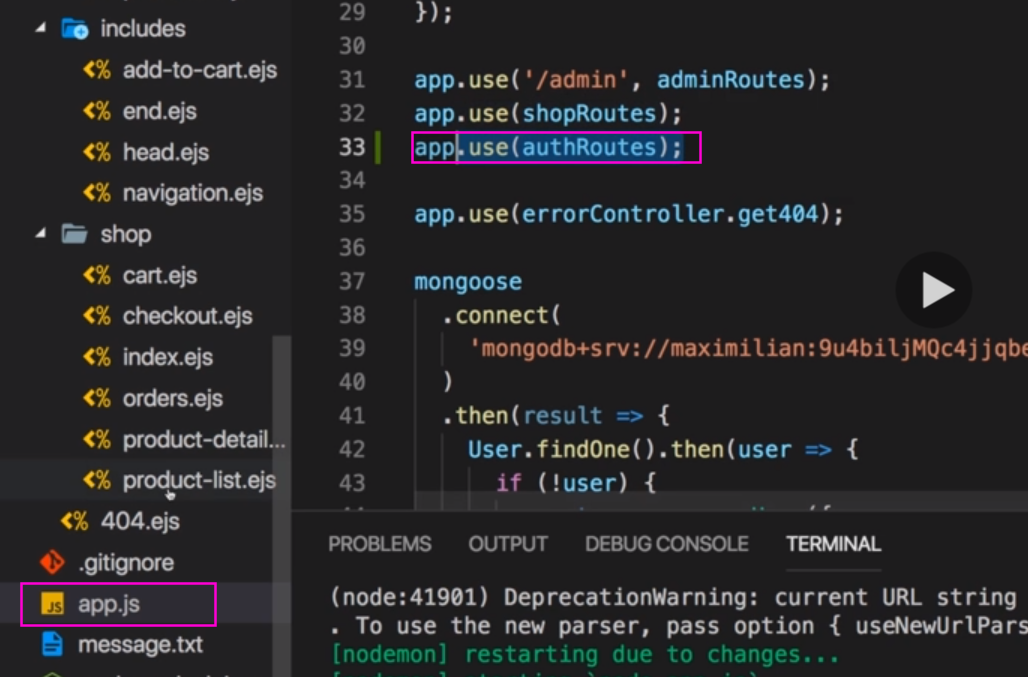 includes
add-to-cart.ejs
end.ejs
head.ejs
navigation.ejs
shop
cart.ejs
checkout.ejs
index.ejs
orders.ejs
product-detail...
product-list.ejs
404.ejs
.gitignore
JS app.js
message.txt
29 });
30
31 app.use('/admin', adminRoutes);
32 app.use(shopRoutes);
33 app.use(authRoutes);
34
35 app.use(errorController.get404);
36
37 mongoose
38 .connect(
39 'mongodb+srv://maximilian:9u4biljMQc4jjqbe
40 )
41 .then(result => {
42 User.findOne().then(user => {
43 if (!user) {
PROBLEMS OUTPUT DEBUG CONSOLE TERMINAL
(node:41901) DeprecationWarning: current URL string
. To use the new parser, pass option { useNewUrlPars
[nodemon] restarting due to changes...